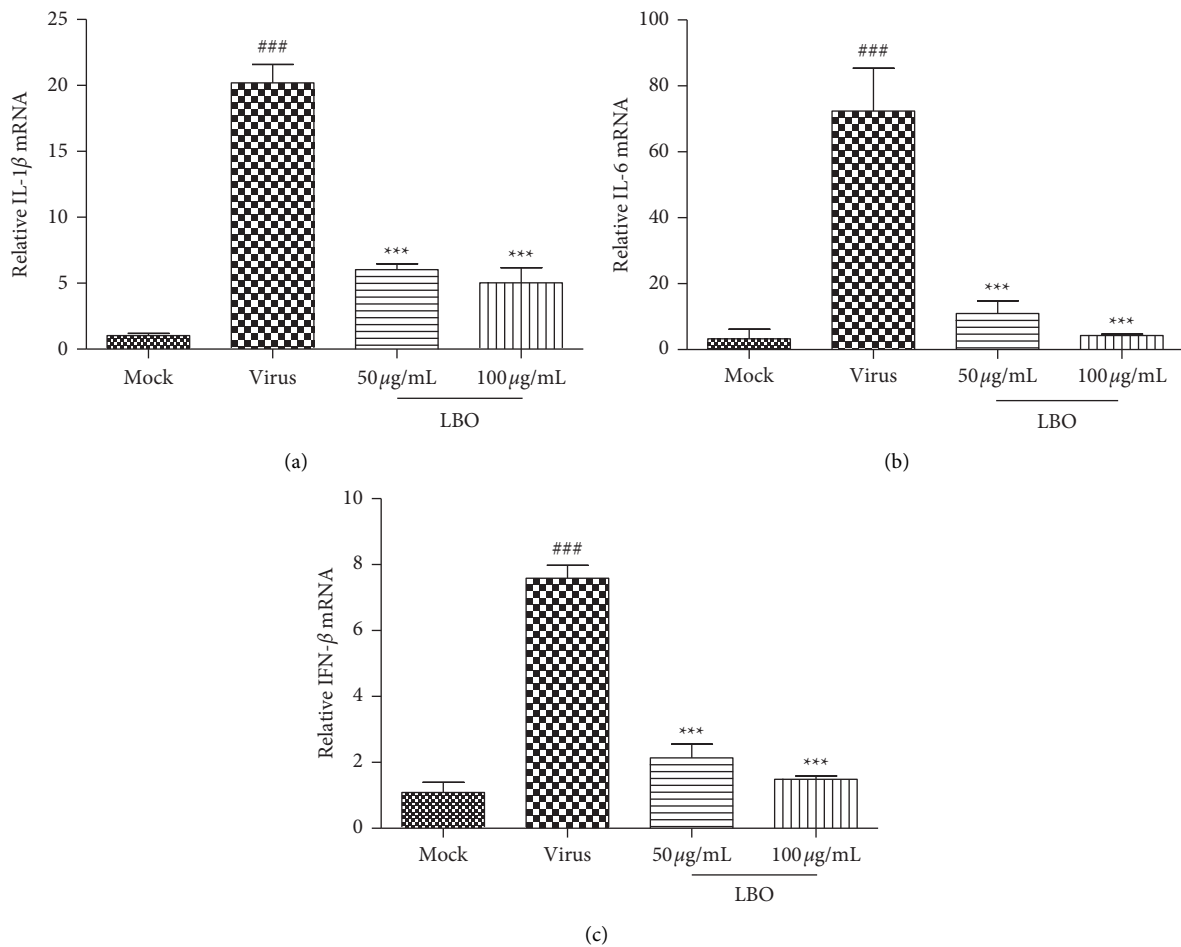 Relative IL-1β mRNA
25
20
15
10
5
0
###
***
***
Mock
Virus
50 μg/mL
100 μg/mL
LBO
(a)
Relative IL-6 mRNA
100
80
60
40
20
0
###
***
***
Mock
Virus
50 μg/mL
100 μg/mL
LBO
(b)
Relative IFN-β mRNA
10
8
6
4
2
0
###
***
***
Mock
Virus
50 μg/mL
100 μg/mL
LBO
(c)